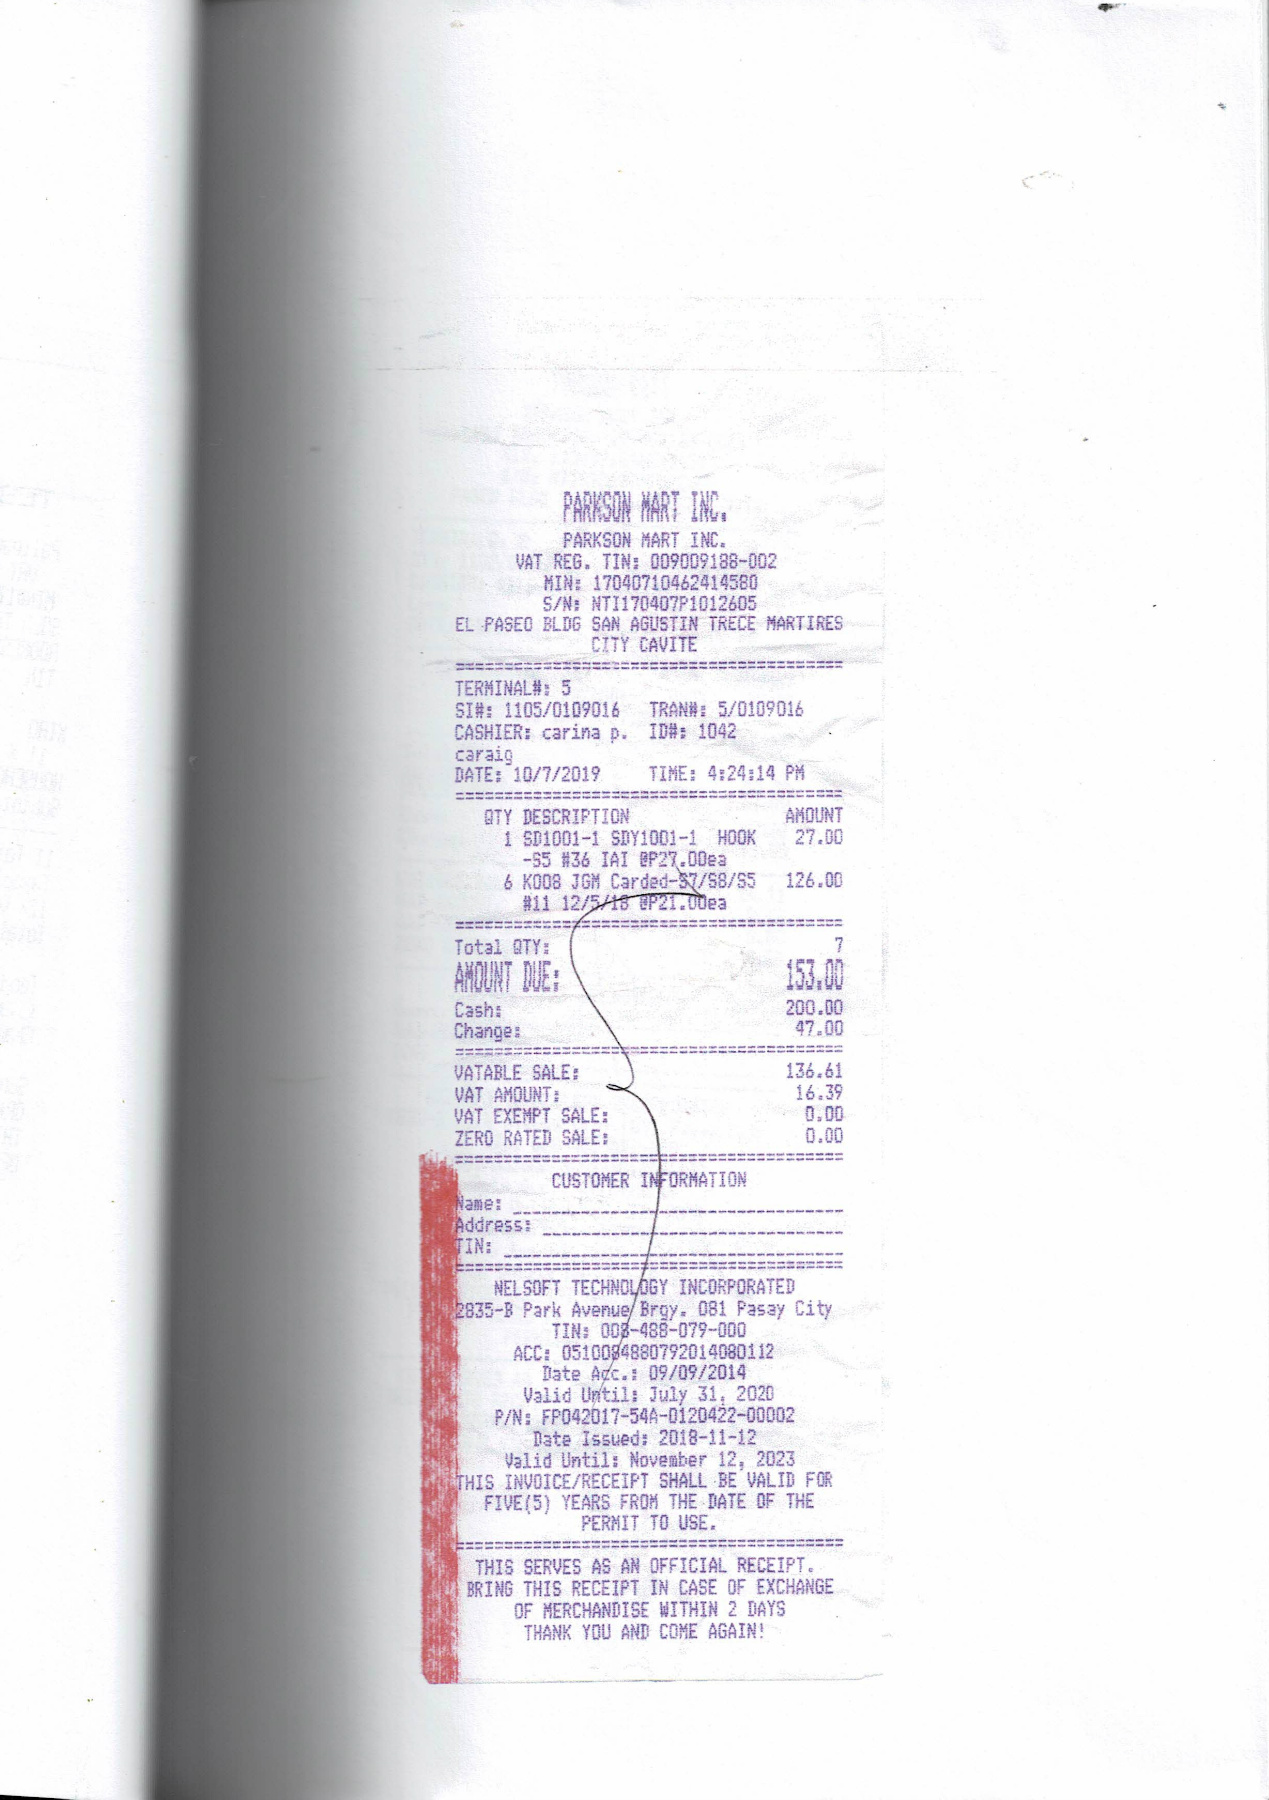 PARKSON MART INC.
PARKSON MART INC.
VAT REG. TIN: 009009188-002
MIN: 17040710462414580
S/N: NTI170407P1012605
EL PASEO BLDG SAN AGUSTIN TRECE MARTIRES
CITY CAVITE
========================================
TERMINAL#: 5
SI#: 1105/0109016 TRAN#: 5/0109016
CASHIER: carina p. ID#: 1042
caraig
DATE: 10/7/2019 TIME: 4:24:14 PM
========================================
QTY DESCRIPTION AMOUNT
1 SD1001-1 SDY1001-1 HOOK 27.00
-S5 #36 IAI @P27.00ea
6 K008 JGM Carded-S7/S8/S5 126.00
#11 12/5/18 @P21.00ea
========================================
Total QTY: 7
AMOUNT DUE: 153.00
Cash: 200.00
Change: 47.00
========================================
VATABLE SALE: 136.61
VAT AMOUNT: 16.39
VAT EXEMPT SALE: 0.00
ZERO RATED SALE: 0.00
========================================
CUSTOMER INFORMATION
Name: __________________________________
Address: _______________________________
TIN: ___________________________________
========================================
NELSOFT TECHNOLOGY INCORPORATED
2835-B Park Avenue Brgy. 081 Pasay City
TIN: 008-488-079-000
ACC: 0510084880792014080112
Date Acc.: 09/09/2014
Valid Until: July 31, 2020
P/N: FP042017-54A-0120422-00002
Date Issued: 2018-11-12
Valid Until: November 12, 2023
THIS INVOICE/RECEIPT SHALL BE VALID FOR
FIVE(5) YEARS FROM THE DATE OF THE
PERMIT TO USE.
========================================
THIS SERVES AS AN OFFICIAL RECEIPT.
BRING THIS RECEIPT IN CASE OF EXCHANGE
OF MERCHANDISE WITHIN 2 DAYS
THANK YOU AND COME AGAIN!